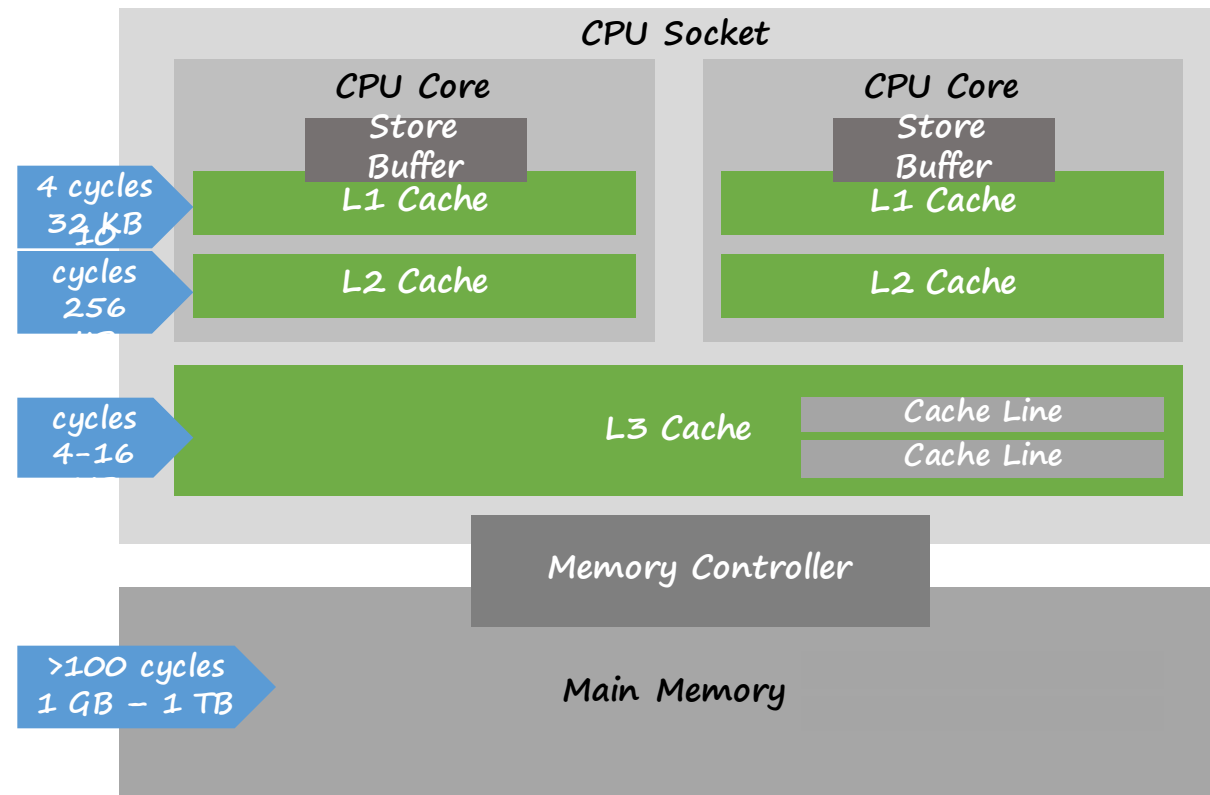 CPU Socket
CPU Core
CPU Core
Store
Buffer
Store
Buffer
4 cycles
32 KB
L1 Cache
L1 Cache
10
cycles
256
L2 Cache
L2 Cache
cycles
4-16
L3 Cache
Cache Line
Cache Line
Memory Controller
>100 cycles
1 GB – 1 TB
Main Memory